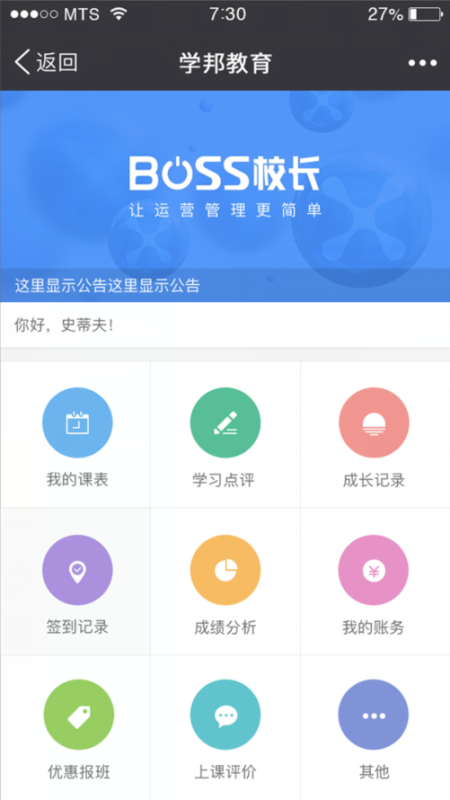 MTS 7:30 27%
返回 学邦教育
BOSS校长
让运营管理更简单
这里显示公告这里显示公告
你好，史蒂夫！
我的课表 学习点评 成长记录
签到记录 成绩分析 我的账务
优惠报班 上课评价 其他